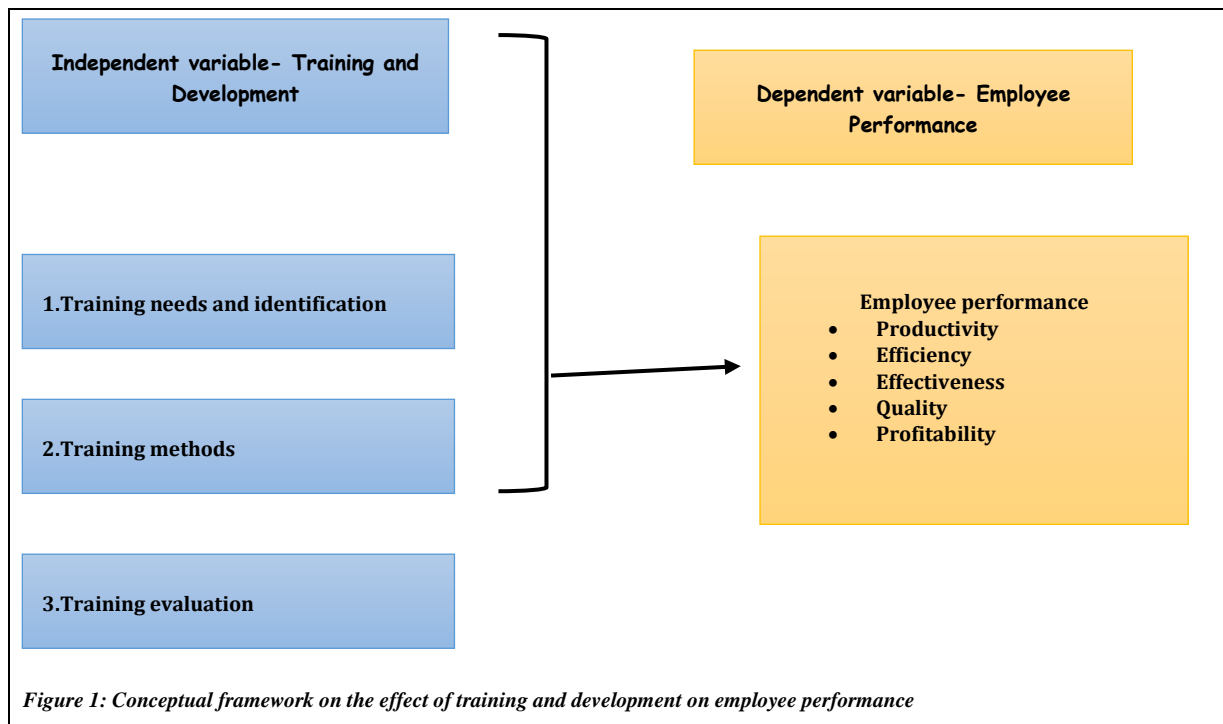 Independent variable- Training and
Development
Dependent variable- Employee
Performance
1.Training needs and identification
2.Training methods
3.Training evaluation
Employee performance
• Productivity
• Efficiency
• Effectiveness
• Quality
• Profitability
Figure 1: Conceptual framework on the effect of training and development on employee performance